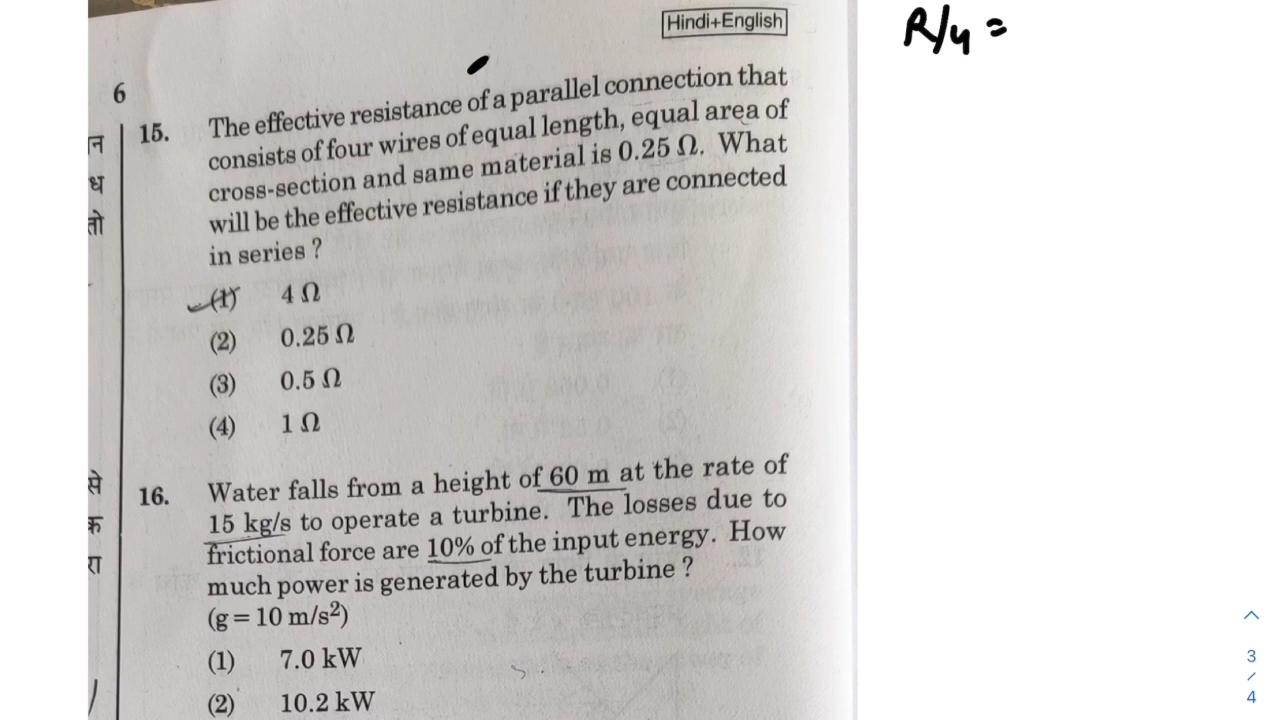 Hindi+English
R/4 =
6
15. The effective resistance of a parallel connection that
consists of four wires of equal length, equal area of
cross-section and same material is 0.25 Ω. What
will be the effective resistance if they are connected
in series ?
(1) 4 Ω
(2) 0.25 Ω
(3) 0.5 Ω
(4) 1 Ω
16. Water falls from a height of 60 m at the rate of
15 kg/s to operate a turbine. The losses due to
frictional force are 10% of the input energy. How
much power is generated by the turbine ?
(g = 10 m/s²)
(1) 7.0 kW
(2) 10.2 kW
न
ध
तो
से
क
रा
3
/
4